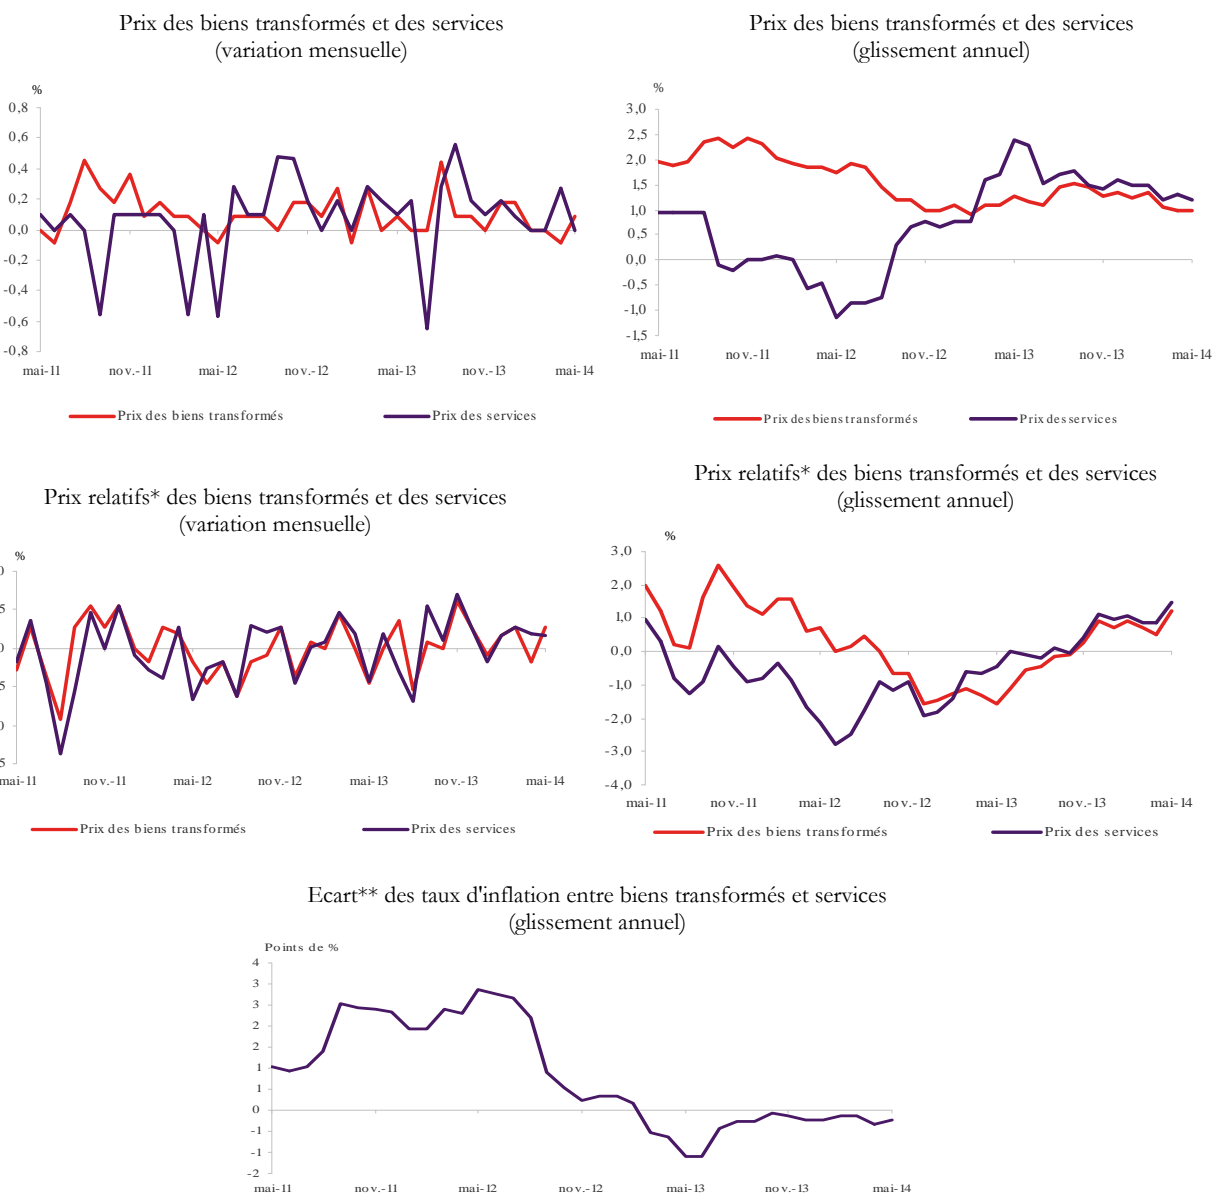 Prix des biens transformés et des services
(variation mensuelle)
%
0,8
0,6
0,4
0,2
0,0
-0,2
-0,4
-0,6
-0,8
mai-11 nov.-11 mai-12 nov.-12 mai-13 nov.-13 mai-14
Prix des biens transformés Prix des services
Prix des biens transformés et des services
(glissement annuel)
%
3,0
2,5
2,0
1,5
1,0
0,5
0,0
-0,5
-1,0
-1,5
mai-11 nov.-11 mai-12 nov.-12 mai-13 nov.-13 mai-14
Prix des biens transformés Prix des services
Prix relatifs* des biens transformés et des services
(variation mensuelle)
%
0
5
0
5
0
5
mai-11 nov.-11 mai-12 nov.-12 mai-13 nov.-13 mai-14
Prix des biens transformés Prix des services
Prix relatifs* des biens transformés et des services
(glissement annuel)
%
3,0
2,0
1,0
0,0
-1,0
-2,0
-3,0
-4,0
mai-11 nov.-11 mai-12 nov.-12 mai-13 nov.-13 mai-14
Prix des biens transformés Prix des services
Ecart** des taux d'inflation entre biens transformés et services
(glissement annuel)
Points de %
4
3
3
2
2
1
1
0
-1
-1
-2
mai-11 nov.-11 mai-12 nov.-12 mai-13 nov.-13 mai-14